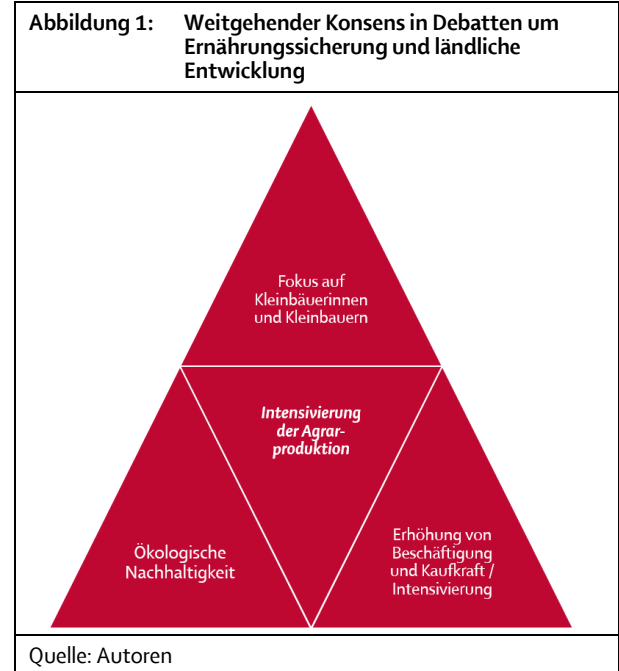 Abbildung 1: Weitgehender Konsens in Debatten um
Ernährungssicherung und ländliche
Entwicklung
Fokus auf
Kleinbäuerinnen
und Kleinbauern
Intensivierung
der Agrar-
produktion
Ökologische
Nachhaltigkeit
Erhöhung von
Beschäftigung
und Kaufkraft /
Intensivierung
Quelle: Autoren